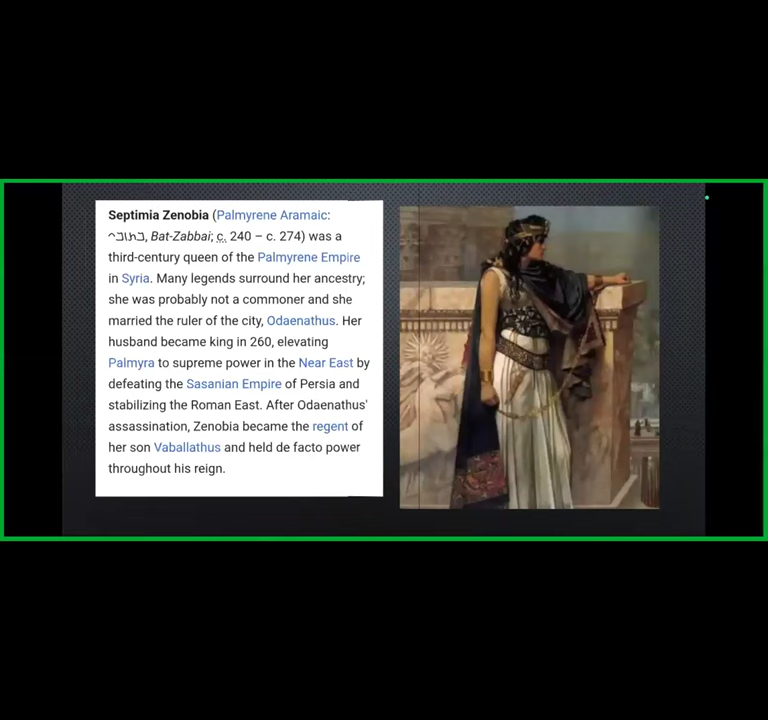 Septimia Zenobia (Palmyrene Aramaic:
𐡡𐡶𐡦𐡡𐡩, Bat-Zabbai; c. 240 – c. 274) was a
third-century queen of the Palmyrene Empire
in Syria. Many legends surround her ancestry;
she was probably not a commoner and she
married the ruler of the city, Odaenathus. Her
husband became king in 260, elevating
Palmyra to supreme power in the Near East by
defeating the Sasanian Empire of Persia and
stabilizing the Roman East. After Odaenathus'
assassination, Zenobia became the regent of
her son Vaballathus and held de facto power
throughout his reign.